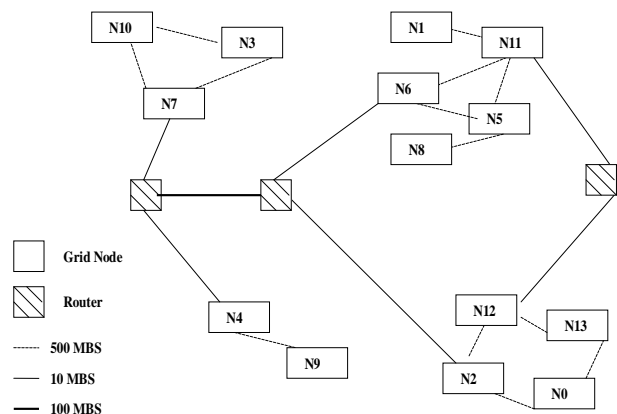 N10
N3
N7
N1
N11
N6
N5
N8
Grid Node
Router
500 MBS
10 MBS
100 MBS
N4
N9
N12
N13
N2
N0